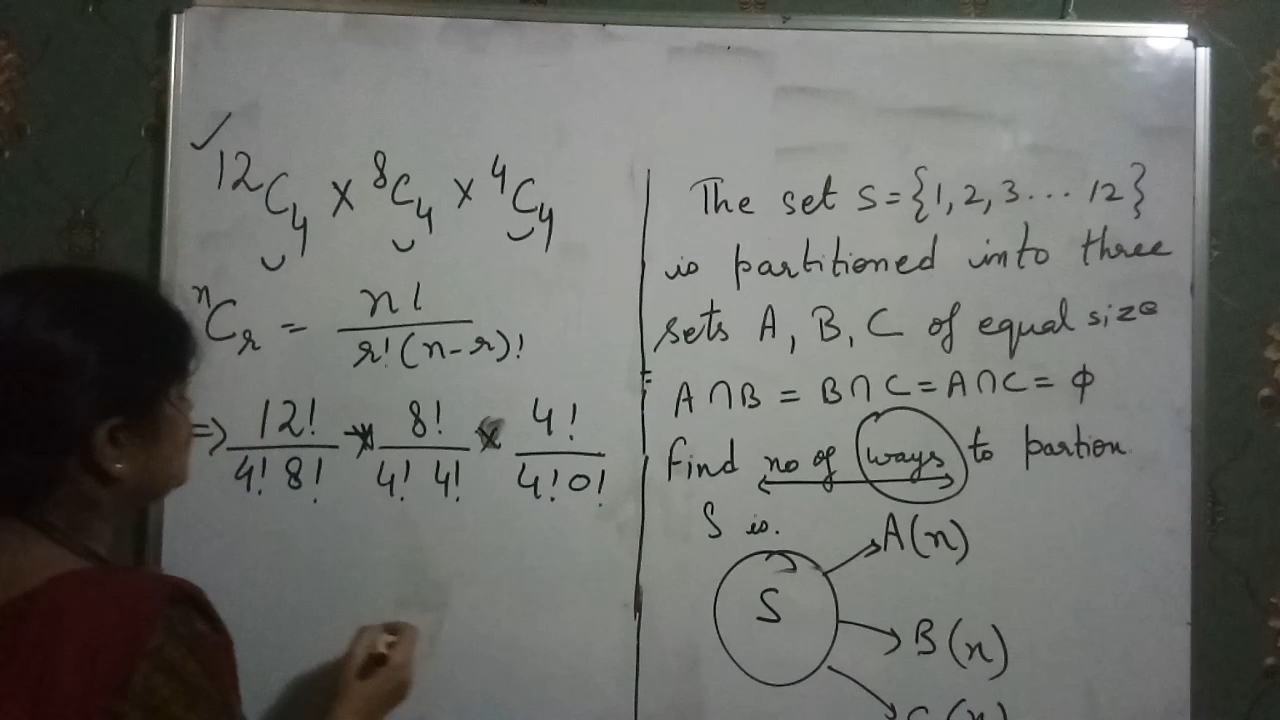 ✓
¹²C₄ × ⁸C₄ × ⁴C₄
ⁿCᵣ = n! / r!(n-r)!
⇒ 12! / 4! 8! × 8! / 4! 4! × 4! / 4! 0!
The set S={1, 2, 3 ... 12}
is partitioned into three
sets A, B, C of equal size
A∩B = B∩C = A∩C = ϕ
find no of ways to partion
S is.
A(n)
S
B(n)
C(n)